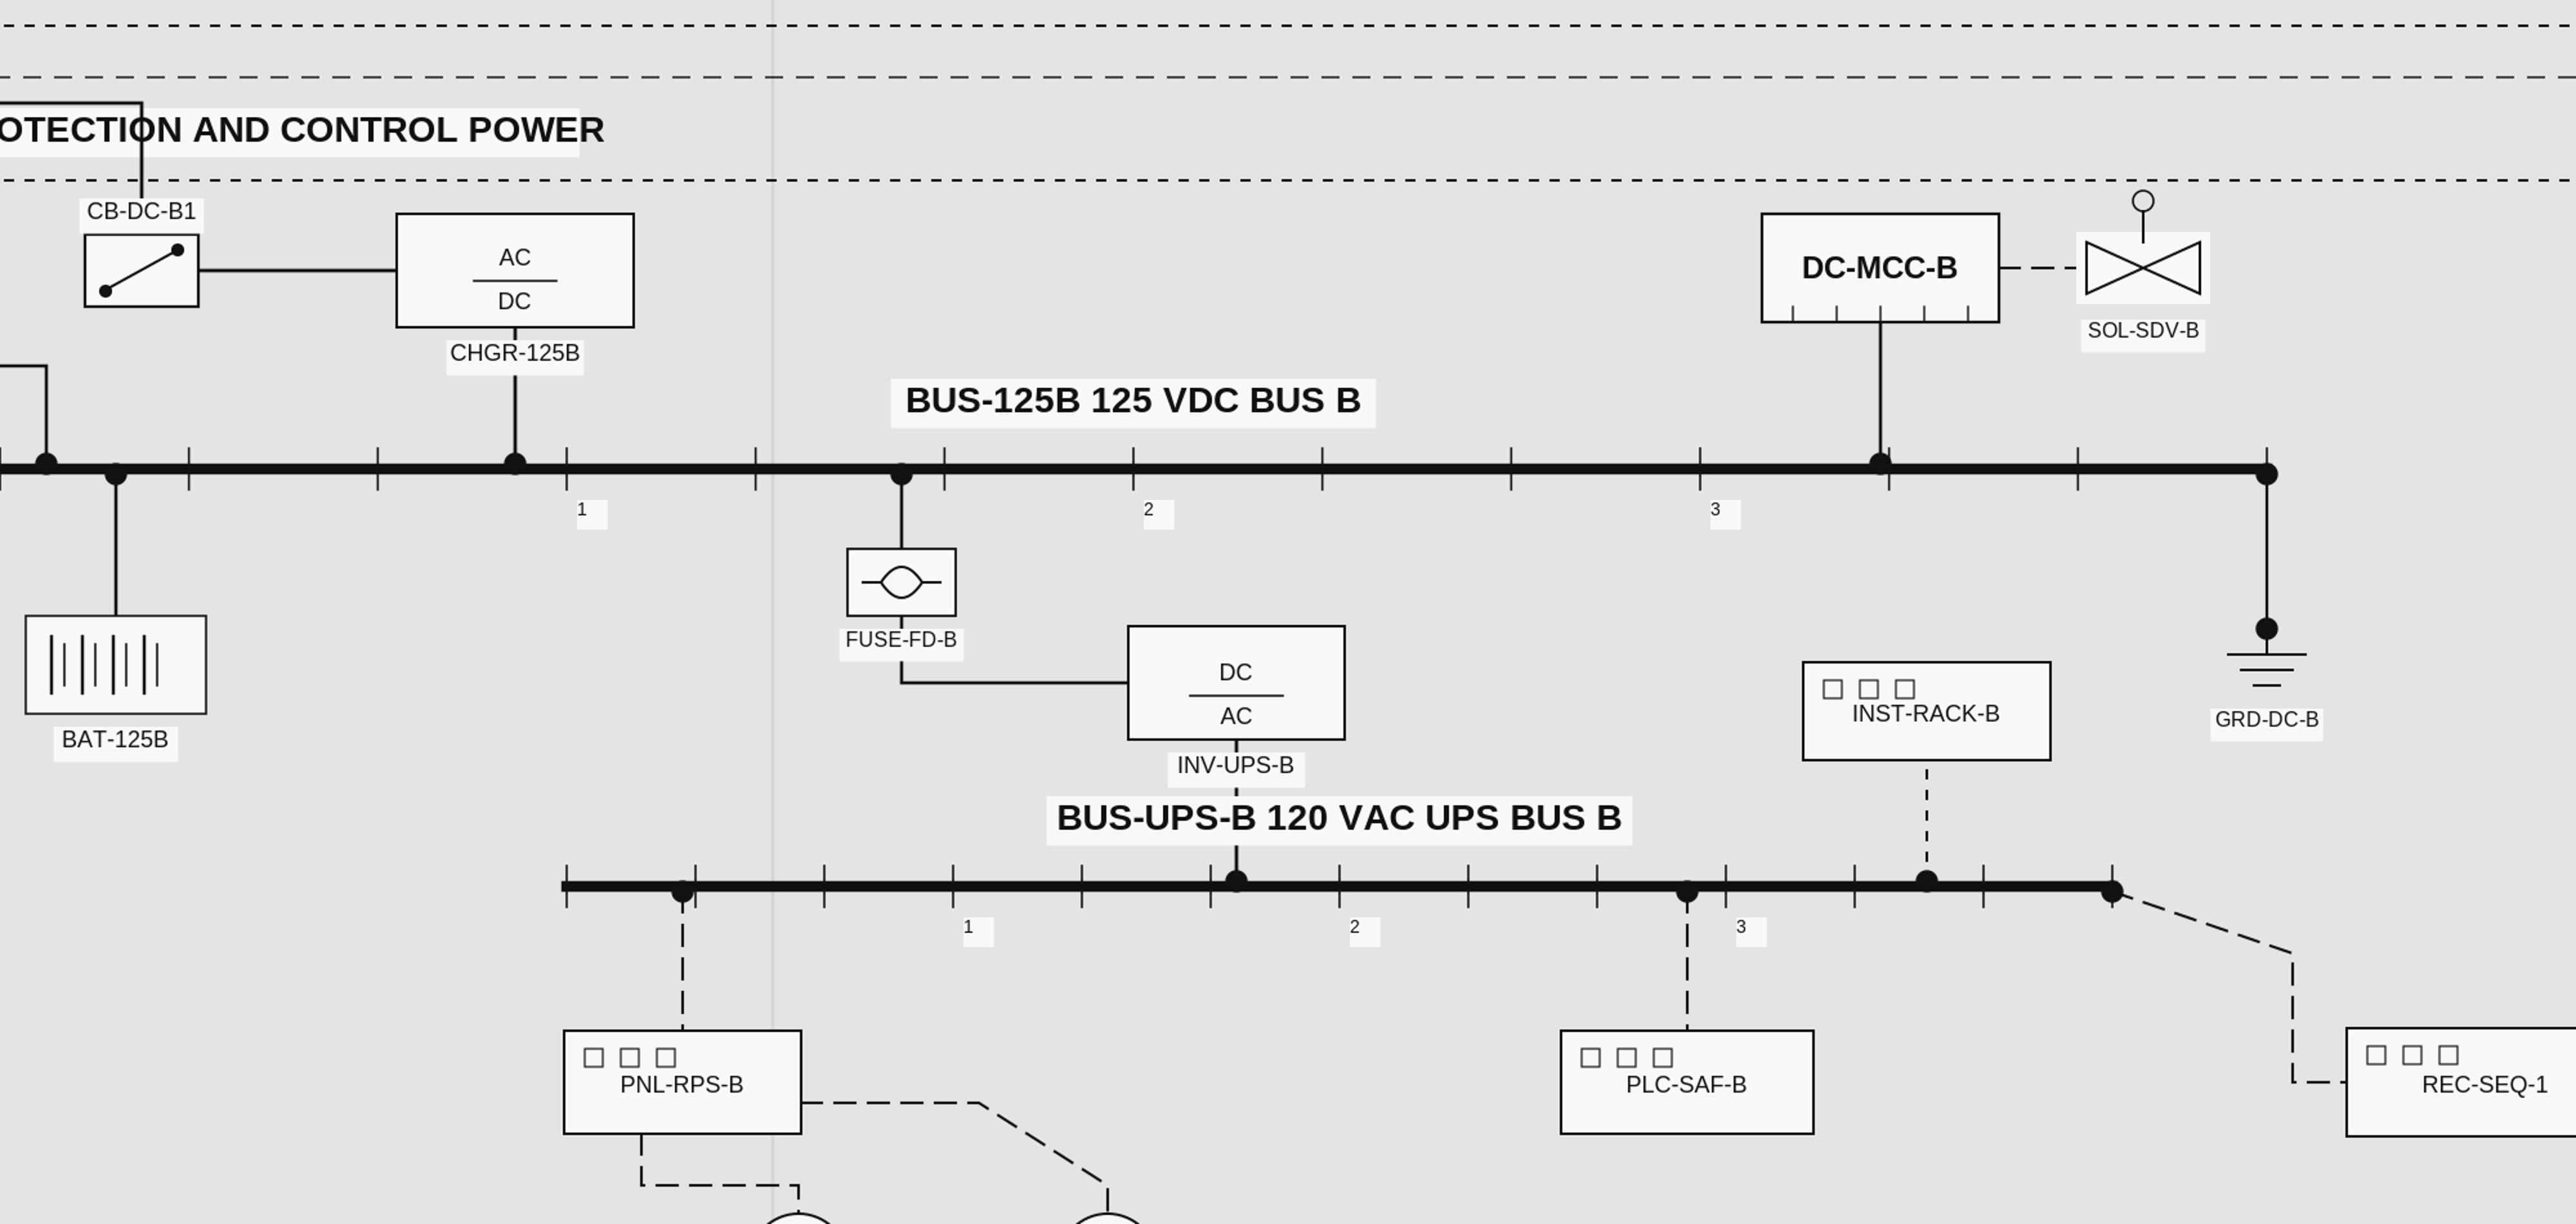 OTECTION AND CONTROL POWER
CB-DC-B1
AC
DC
CHGR-125B
DC-MCC-B
SOL-SDV-B
BUS-125B 125 VDC BUS B
1
2
3
FUSE-FD-B
BAT-125B
DC
AC
INV-UPS-B
INST-RACK-B
GRD-DC-B
BUS-UPS-B 120 VAC UPS BUS B
1
2
3
PNL-RPS-B
PLC-SAF-B
REC-SEQ-1